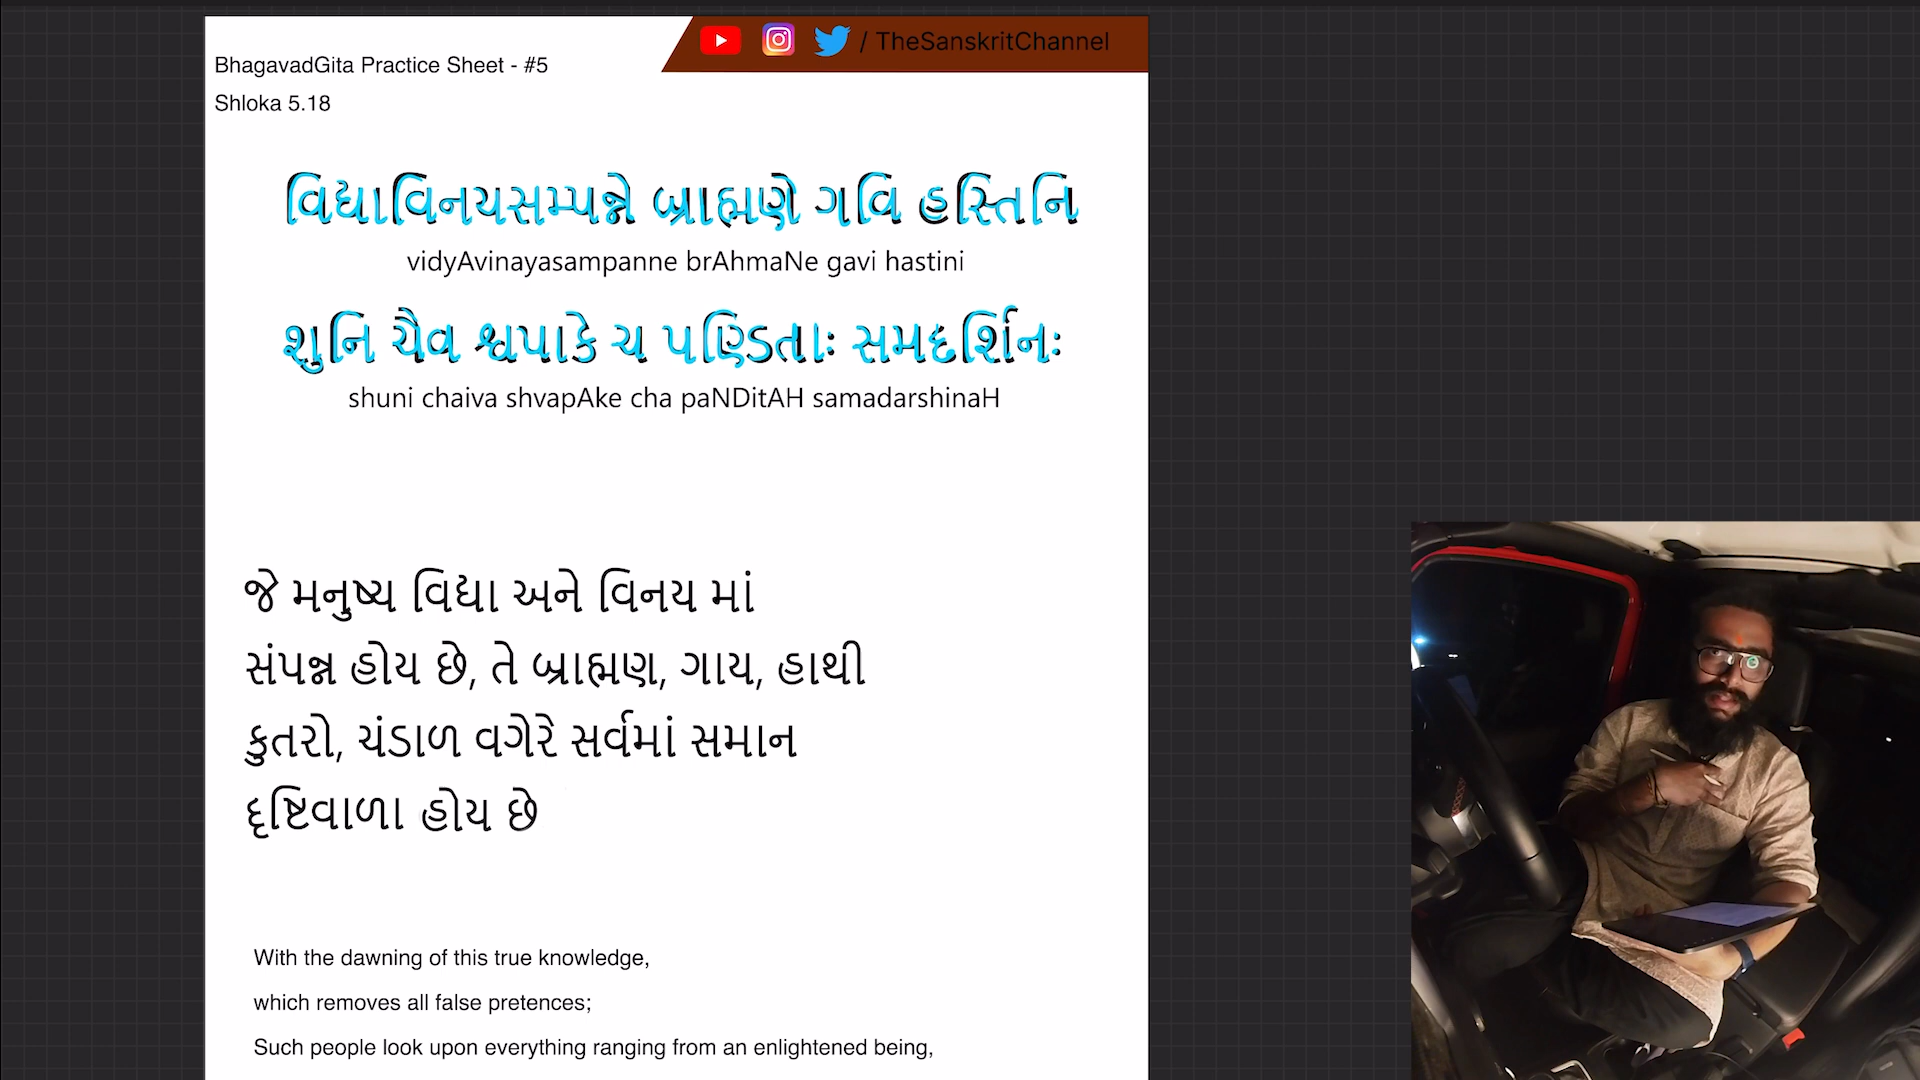 / TheSanskritChannel
BhagavadGita Practice Sheet - #5
Shloka 5.18
વિદ્યાવિનયસમ્પન્ને બ્રાહ્મણે ગવિ હસ્તિનિ
vidyAvinayasampanne brAhmaNe gavi hastini
શુનિ ચૈવ શ્વપાકે ચ પણ્ડિતાઃ સમદર્શિનઃ
shuni chaiva shvapAke cha paNDitAH samadarshinaH
જે મનુષ્ય વિદ્યા અને વિનય માં
સંપન્ન હોય છે, તે બ્રાહ્મણ, ગાય, હાથી
કુતરો, ચંડાળ વગેરે સર્વમાં સમાન
દૃષ્ટિવાળા હોય છે
With the dawning of this true knowledge,
which removes all false pretences;
Such people look upon everything ranging from an enlightened being,